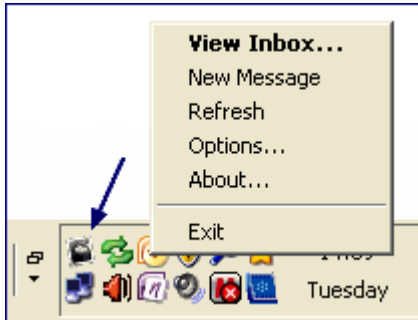 View Inbox...
New Message
Refresh
Options...
About...
Exit
Tuesday